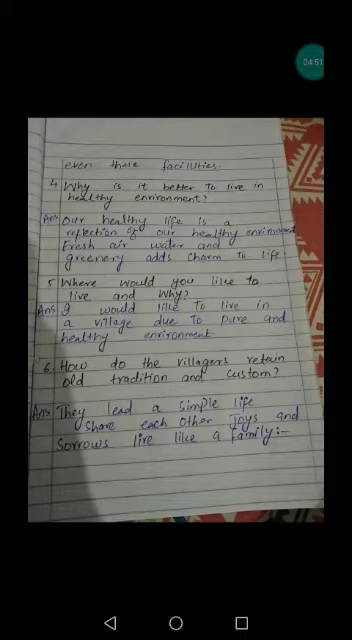 04:51
even these facilities.
4. Why is it better To live in
healthy environment?
Ans Our healthy life is a
reflection of our healthy environment
Fresh air water and
greenery adds charm To life
5 Where would you like to
live and Why?
Ans I would like To live in
a village due To pure and
healthy environment.
6. How do the villagers retain
old tradition and custom?
Ans They lead a simple life
Share each other Joys and
Sorrows live like a family:-